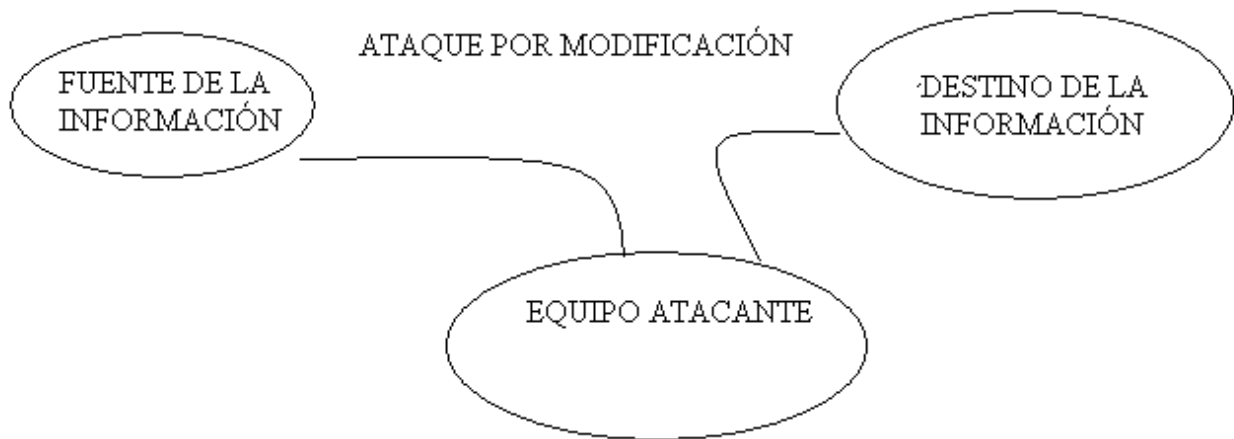 ATAQUE POR MODIFICACIÓN
FUENTE DE LA
INFORMACIÓN
DESTINO DE LA
INFORMACIÓN
EQUIPO ATACANTE